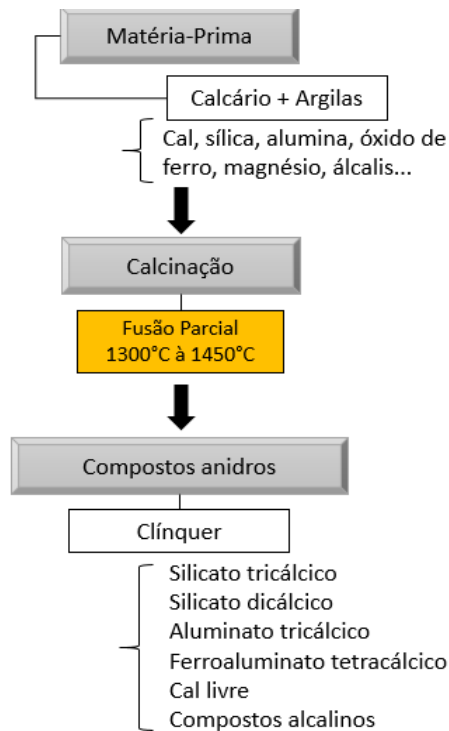 Matéria-Prima
Calcário + Argilas
Cal, sílica, alumina, óxido de
ferro, magnésio, álcalis...
Calcinação
Fusão Parcial
1300°C à 1450°C
Compostos anidros
Clínquer
Silicato tricálcico
Silicato dicálcico
Aluminato tricálcico
Ferroaluminato tetracálcico
Cal livre
Compostos alcalinos